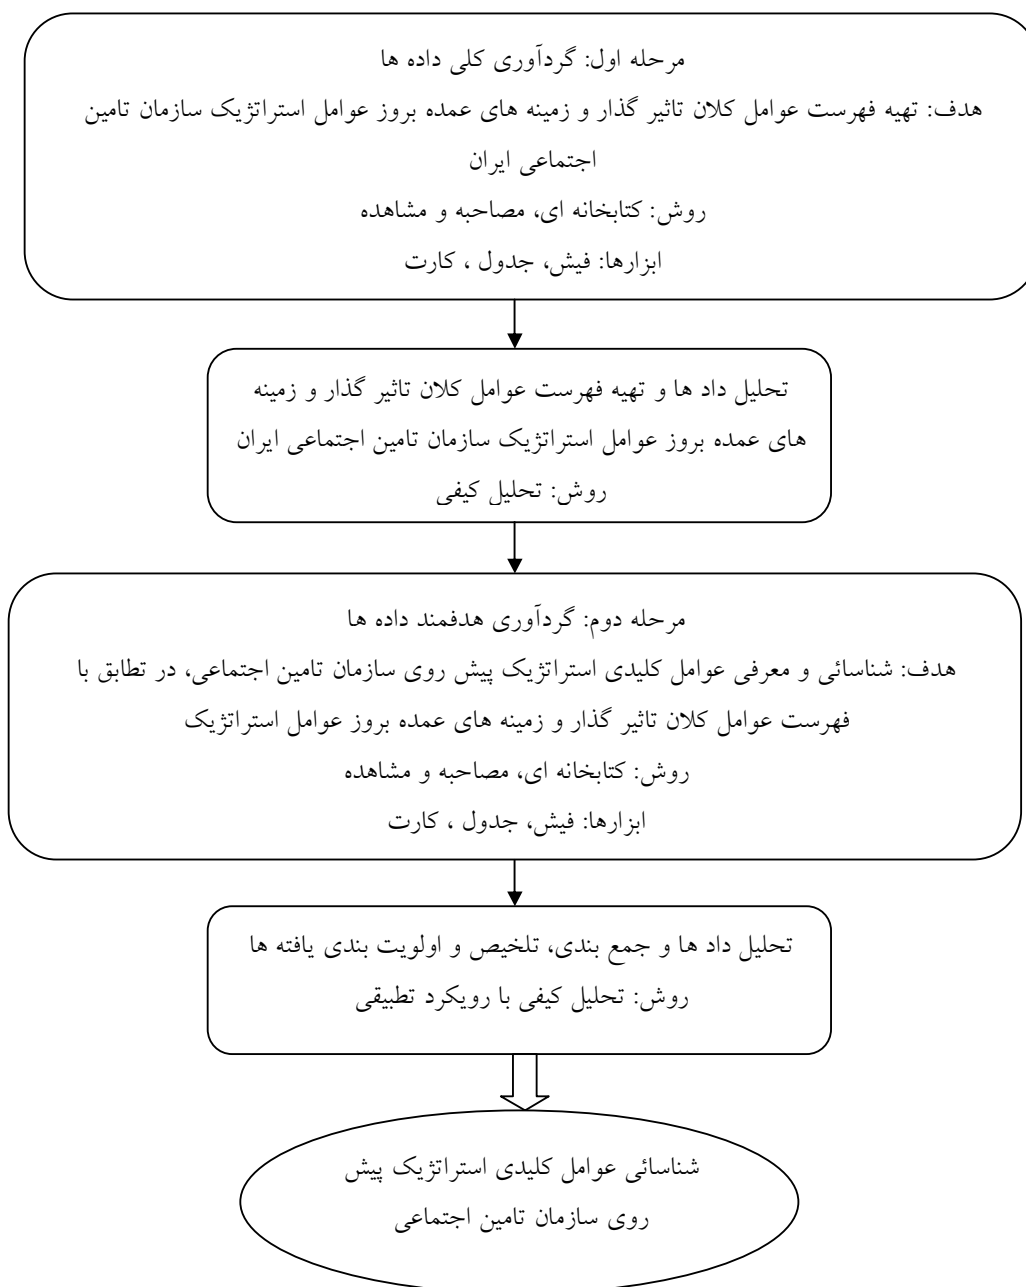 مرحله اول: گردآوری کلی داده ها
هدف: تهیه فهرست عوامل کلان تاثیر گذار و زمینه های عمده بروز عوامل استراتژیک سازمان تامین
اجتماعی ایران
روش: کتابخانه ای، مصاحبه و مشاهده
ابزارها: فیش، جدول ، کارت
تحلیل داد ها و تهیه فهرست عوامل کلان تاثیر گذار و زمینه
های عمده بروز عوامل استراتژیک سازمان تامین اجتماعی ایران
روش: تحلیل کیفی
مرحله دوم: گردآوری هدفمند داده ها
هدف: شناسائی و معرفی عوامل کلیدی استراتژیک پیش روی سازمان تامین اجتماعی، در تطابق با
فهرست عوامل کلان تاثیر گذار و زمینه های عمده بروز عوامل استراتژیک
روش: کتابخانه ای، مصاحبه و مشاهده
ابزارها: فیش، جدول ، کارت
تحلیل داد ها و جمع بندی، تلخیص و اولویت بندی یافته ها
روش: تحلیل کیفی با رویکرد تطبیقی
شناسائی عوامل کلیدی استراتژیک پیش
روی سازمان تامین اجتماعی